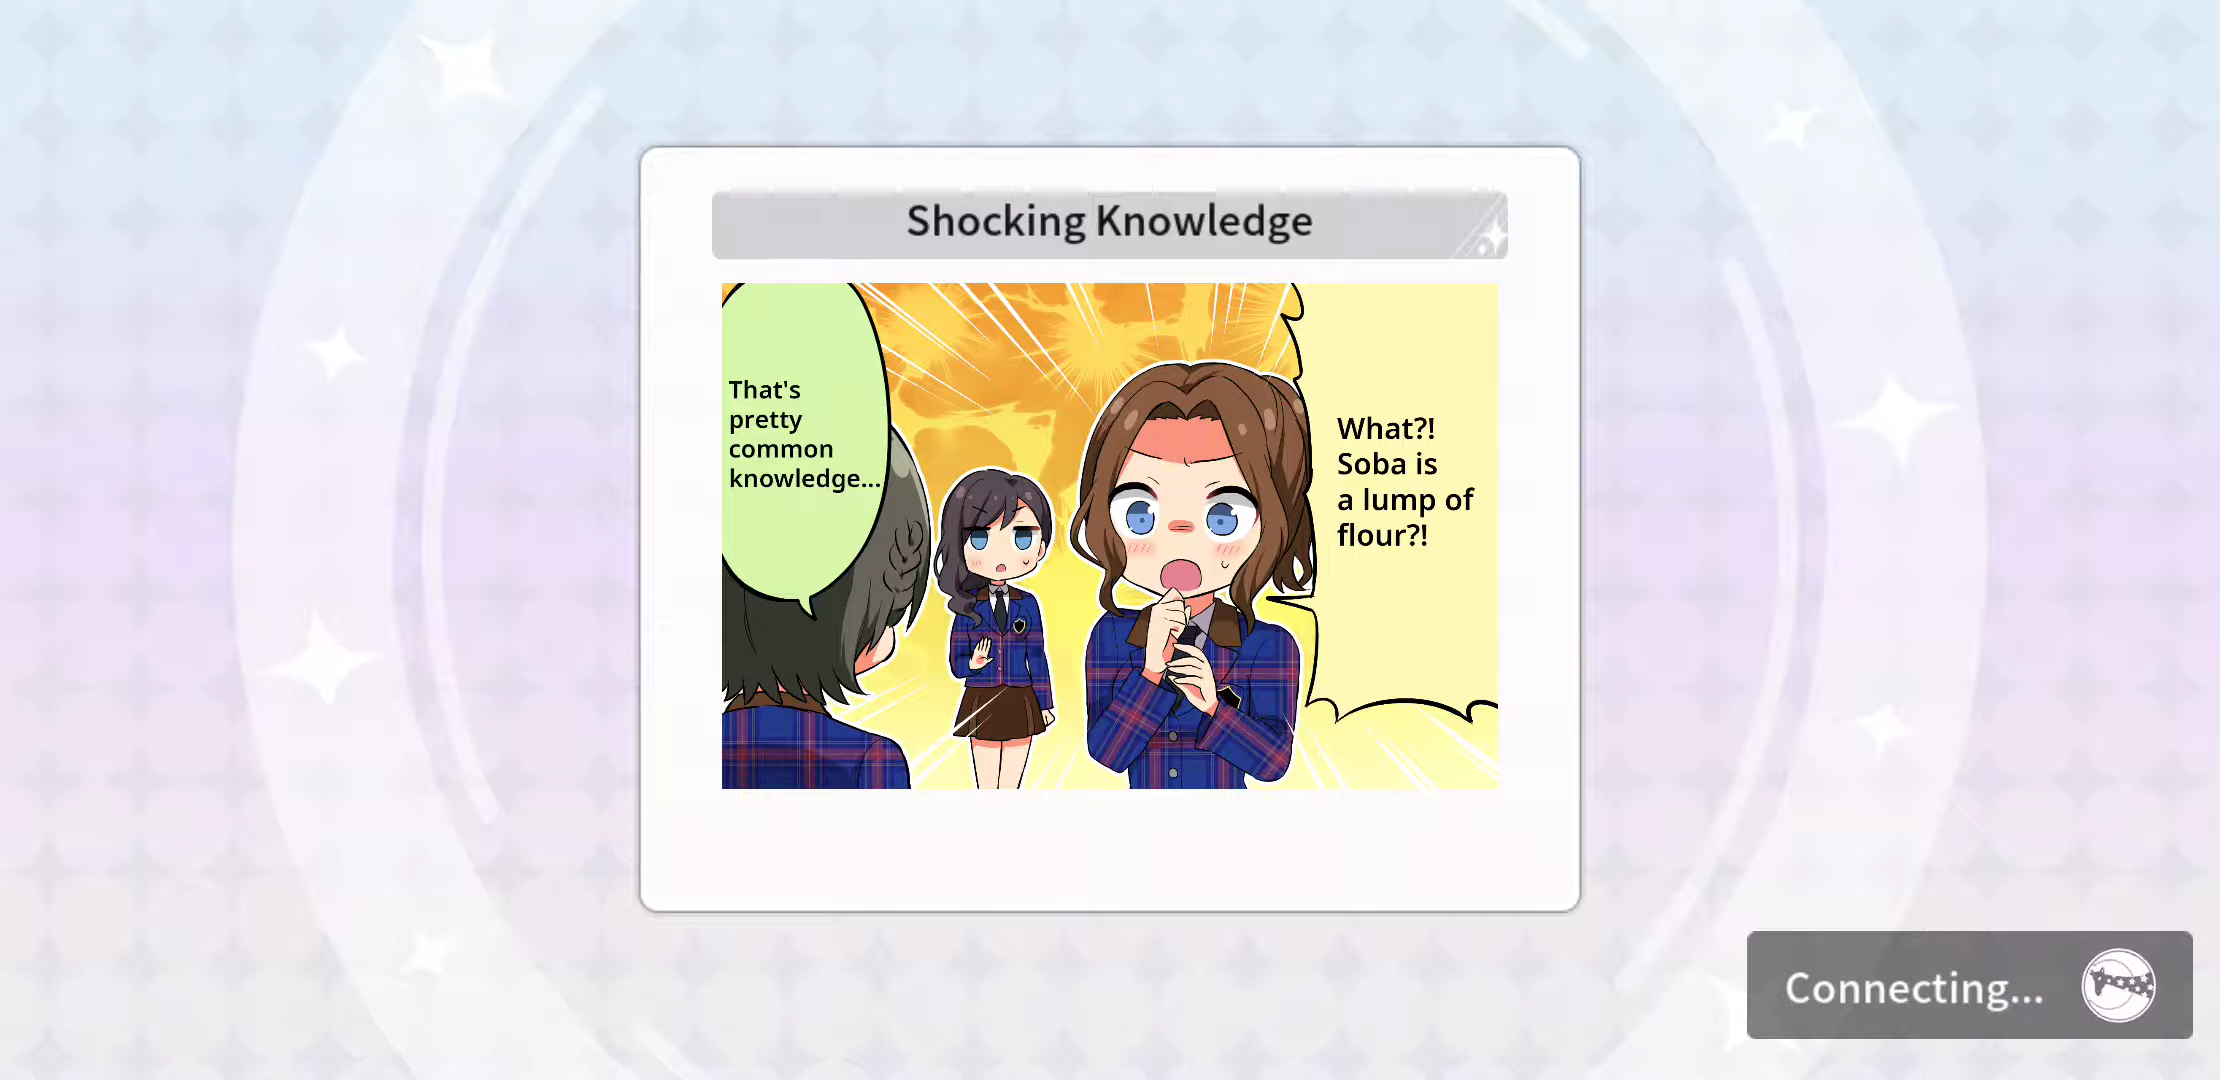 Shocking Knowledge
What?!
Soba is
a lump of
flour?!
That's
pretty
common
knowledge...
Connecting...